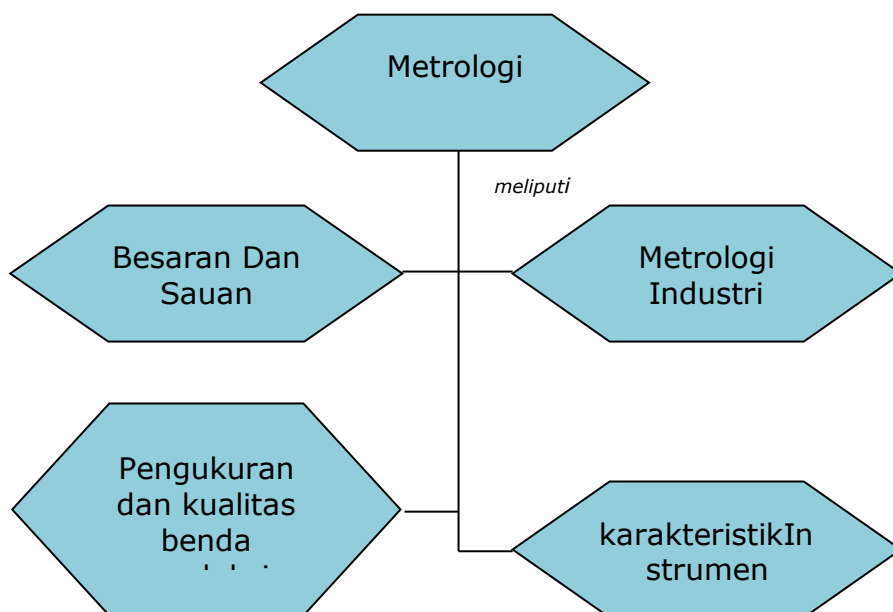 Metrologi
meliputi
Besaran Dan
Sauan
Metrologi
Industri
Pengukuran
dan kualitas
benda
karakteristikIn
strumen